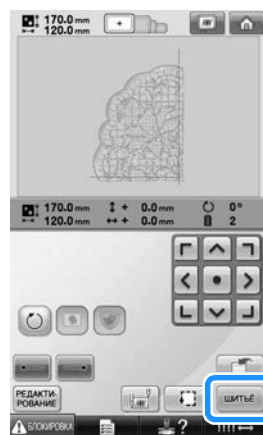 170.0 mm
120.0 mm
170.0 mm + 0.0 mm 0°
120.0 mm + 0.0 mm 2
РЕДАКТИ-
РОВАНИЕ
ШИТЬЁ
БЛОКИРОВКА ?